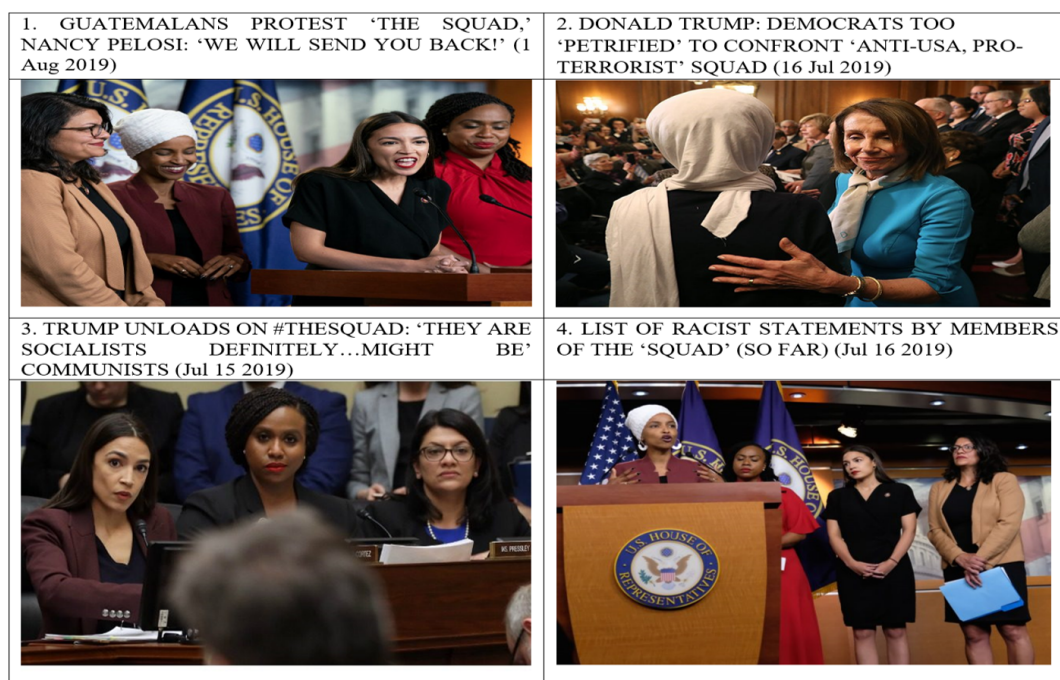 1. GUATEMALANS PROTEST ‘THE SQUAD,’
NANCY PELOSI: ‘WE WILL SEND YOU BACK!’ (1
Aug 2019)
2. DONALD TRUMP: DEMOCRATS TOO
‘PETRIFIED’ TO CONFRONT ‘ANTI-USA, PRO-
TERRORIST’ SQUAD (16 Jul 2019)
U.S.
U.S. HOUSE OF
3. TRUMP UNLOADS ON #THESQUAD: ‘THEY ARE
SOCIALISTS DEFINITELY…MIGHT BE’
COMMUNISTS (Jul 15 2019)
4. LIST OF RACIST STATEMENTS BY MEMBERS
OF THE ‘SQUAD’ (SO FAR) (Jul 16 2019)
MS. PRESSLEY
U.S. HOUSE OF
REPRESENTATIVES